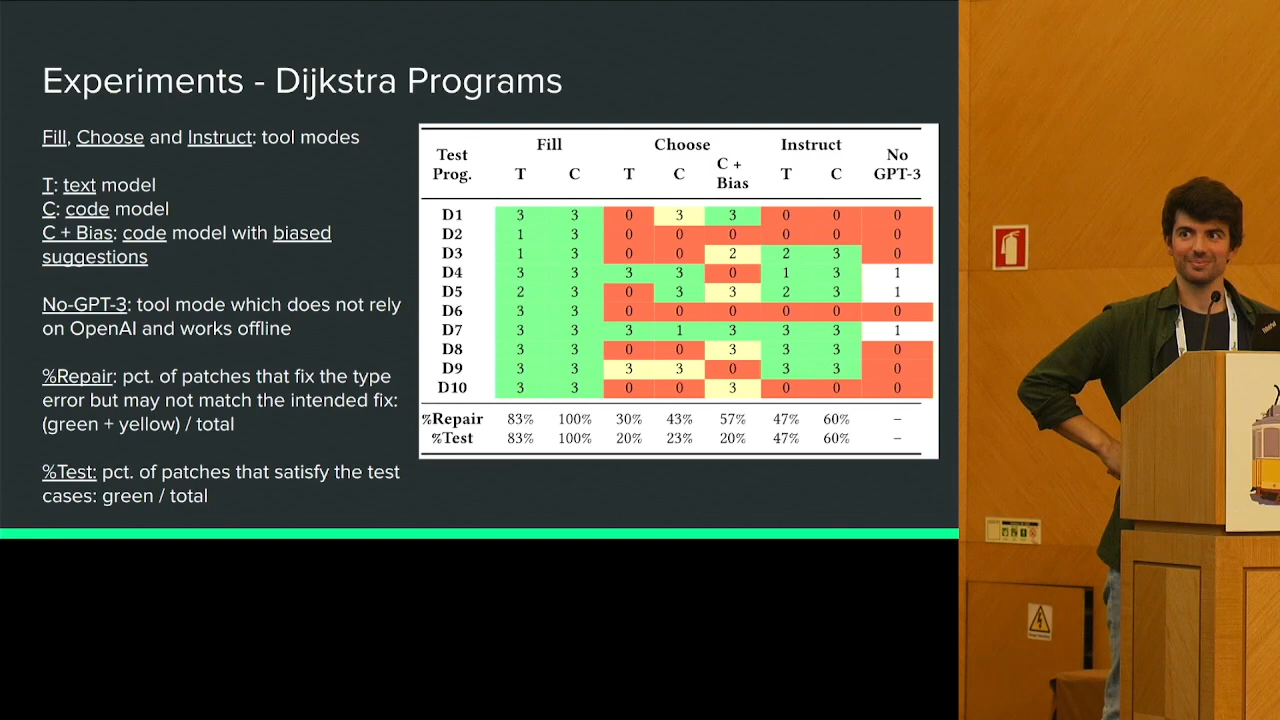 Experiments - Dijkstra Programs
Fill, Choose and Instruct: tool modes
T: text model
C: code model
C + Bias: code model with biased
suggestions
No-GPT-3: tool mode which does not rely
on OpenAI and works offline
%Repair: pct. of patches that fix the type
error but may not match the intended fix:
(green + yellow) / total
%Test: pct. of patches that satisfy the test
cases: green / total
Test Prog. Fill Choose Instruct No GPT-3
T C T C C + Bias T C
D1 3 3 0 3 3 0 0 0
D2 1 3 0 0 0 0 0 0
D3 1 3 0 0 2 2 3 0
D4 3 3 3 3 0 1 3 1
D5 2 3 0 3 3 2 3 1
D6 3 3 0 0 0 0 0 0
D7 3 3 3 1 3 3 3 1
D8 3 3 0 0 3 3 3 0
D9 3 3 3 3 0 3 3 0
D10 3 3 0 0 3 0 0 0
%Repair 83% 100% 30% 43% 57% 47% 60% –
%Test 83% 100% 20% 23% 20% 47% 60% –